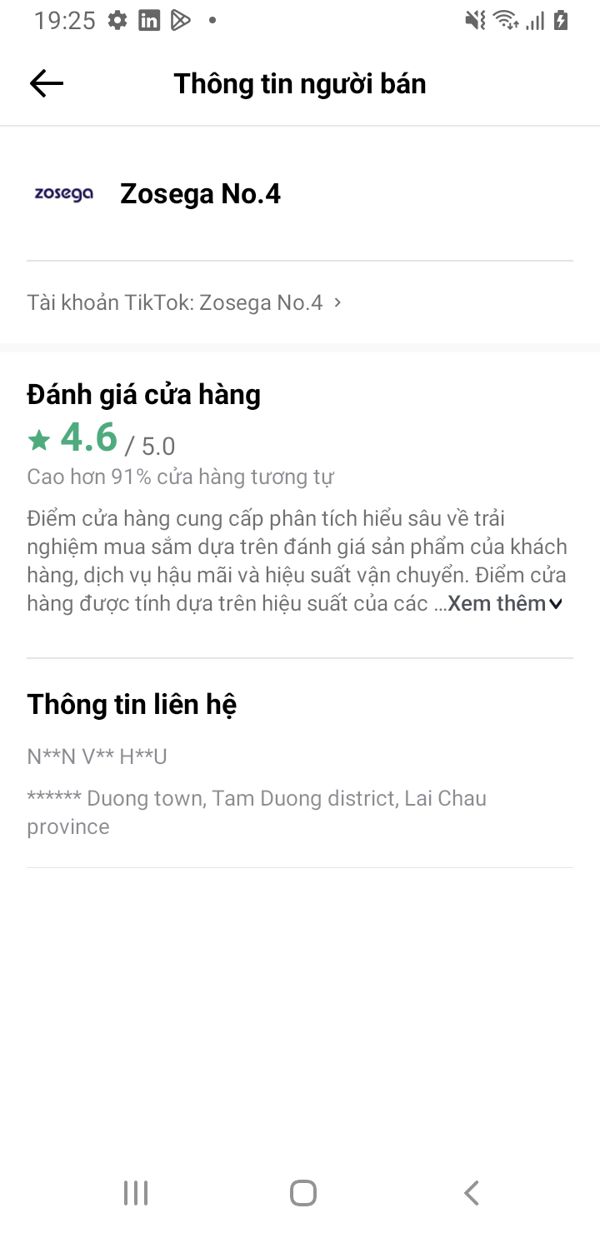 19:25
Thông tin người bán
zosega
Zosega No.4
Tài khoản TikTok: Zosega No.4
Đánh giá cửa hàng
4.6 / 5.0
Cao hơn 91% cửa hàng tương tự
Điểm cửa hàng cung cấp phân tích hiểu sâu về trải
nghiệm mua sắm dựa trên đánh giá sản phẩm của khách
hàng, dịch vụ hậu mãi và hiệu suất vận chuyển. Điểm cửa
hàng được tính dựa trên hiệu suất của các ...Xem thêm
Thông tin liên hệ
N**N V** H**U
****** Duong town, Tam Duong district, Lai Chau
province